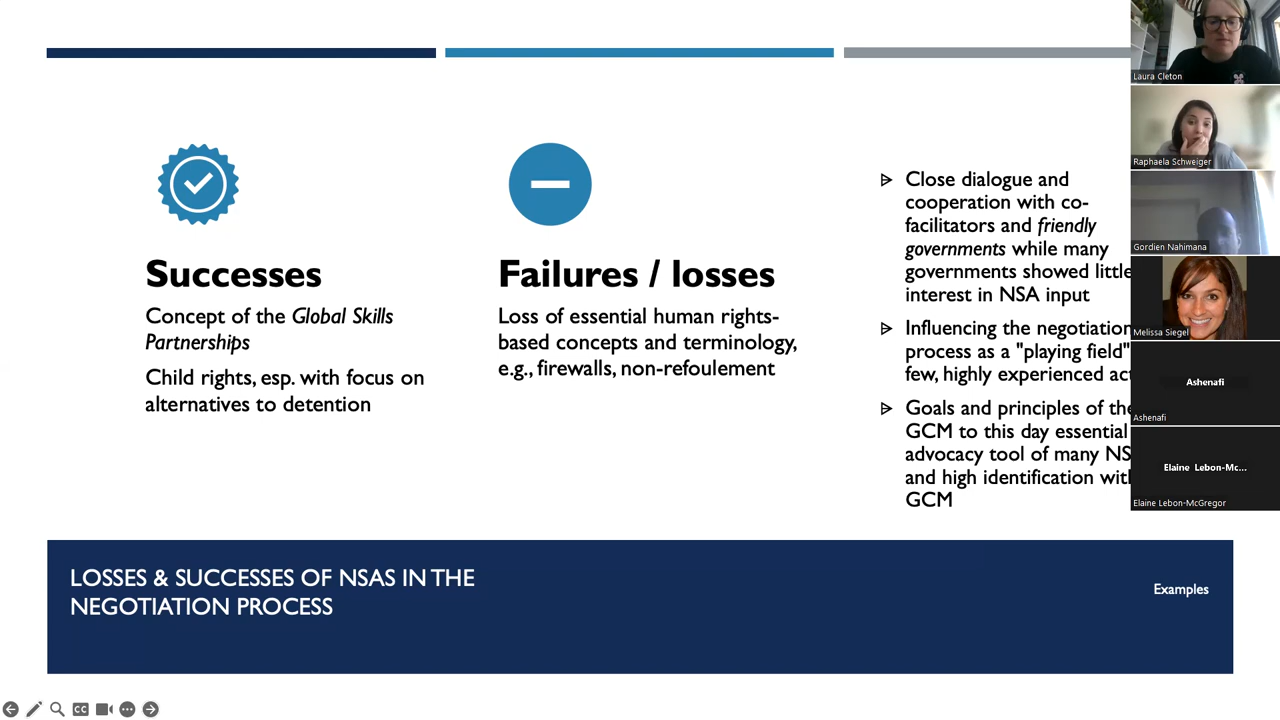 Successes
Concept of the Global Skills
Partnerships
Child rights, esp. with focus on
alternatives to detention
Failures / losses
Loss of essential human rights-
based concepts and terminology,
e.g., firewalls, non-refoulement
Close dialogue and
cooperation with co-
facilitators and friendly
governments while many
governments showed little
interest in NSA input
Influencing the negotiation
process as a "playing field"
few, highly experienced
Goals and principles of the
GCM to this day essential
advocacy tool of many
and high identification
GCM
LOSSES & SUCCESSES OF NSAS IN THE
NEGOTIATION PROCESS
Examples
Laura Cleton
Raphaela Schweiger
Gordien Nahimana
Melissa Siegel
Ashenafi
Ashenafi
Elaine Lebon-Mc...
Elaine Lebon-McGregor
CC